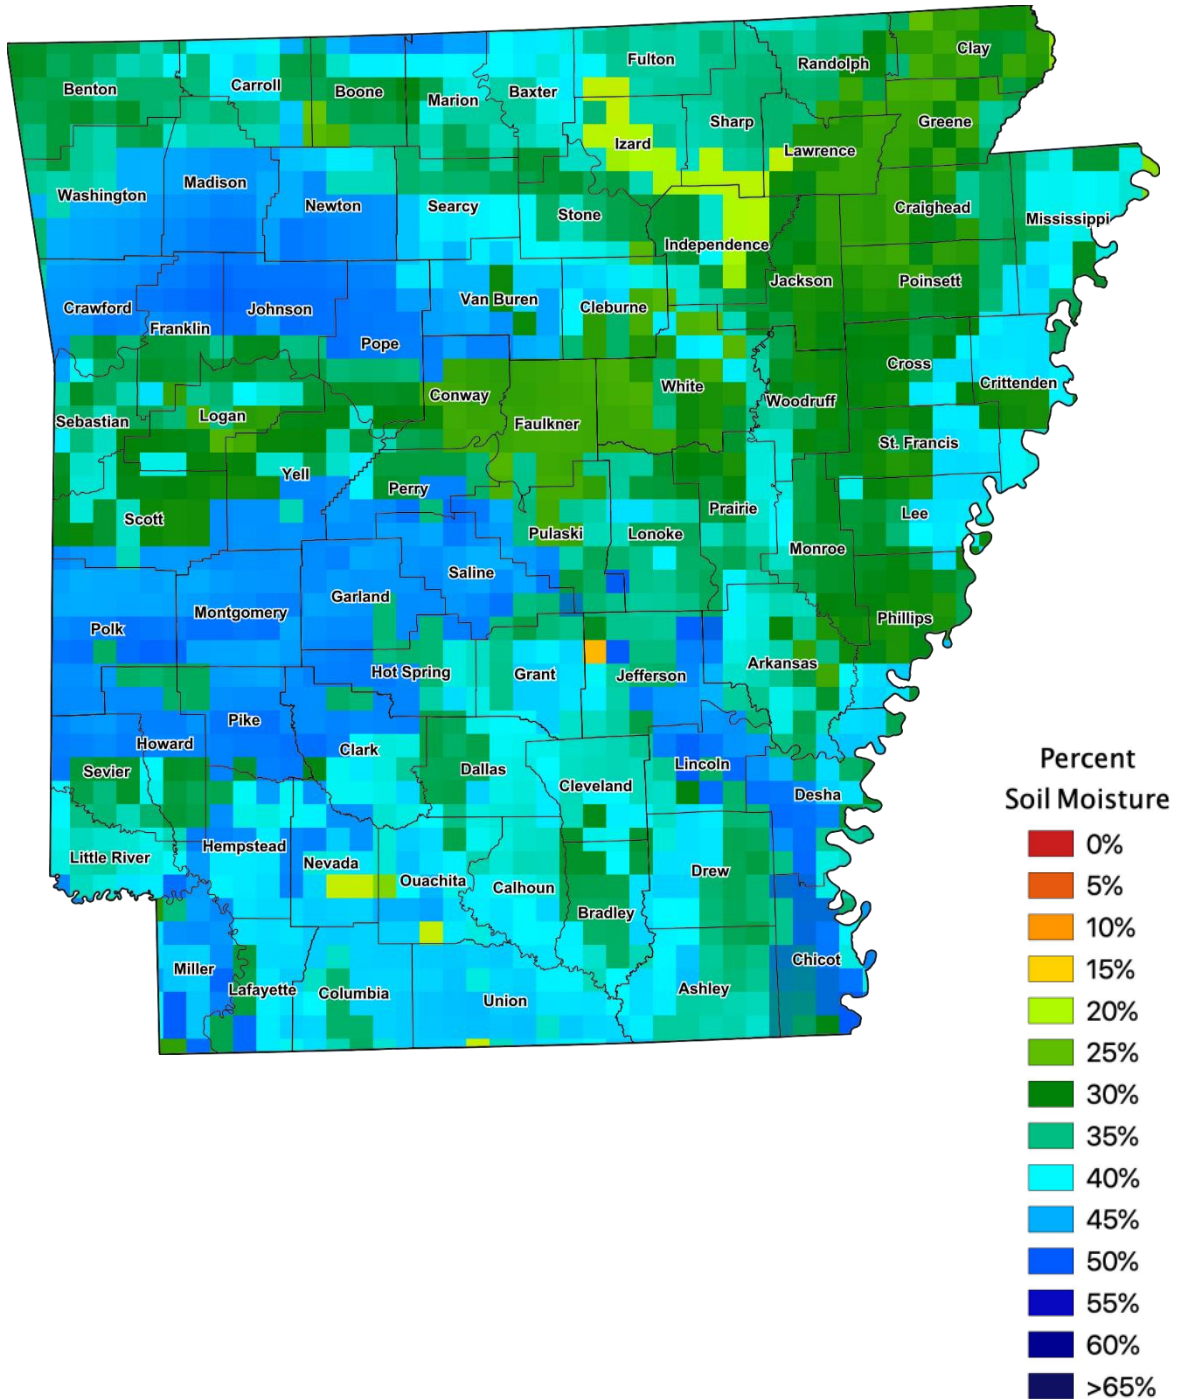 Clay
Fulton
Randolph
Carroll
Benton
Boone
Marion
Baxter
Sharp
Greene
Izard
Lawrence
Madison
Washington
Newton
Searcy
Stone
Craighead
Mississippi
Independence
Jackson
Poinsett
Crawford
Johnson
Van Buren
Cleburne
Franklin
Pope
Cross
Crittenden
White
Conway
Woodruff
Logan
Sebastian
Faulkner
St. Francis
Yell
Perry
Prairie
Lee
Scott
Pulaski
Lonoke
Monroe
Saline
Garland
Montgomery
Phillips
Polk
Arkansas
Hot Spring
Grant
Jefferson
Pike
Howard
Clark
Sevier
Dallas
Lincoln
Cleveland
Desha
Hempstead
Little River
Nevada
Ouachita
Calhoun
Drew
Bradley
Chicot
Miller
Lafayette
Columbia
Union
Ashley
Percent
Soil Moisture
0%
5%
10%
15%
20%
25%
30%
35%
40%
45%
50%
55%
60%
>65%